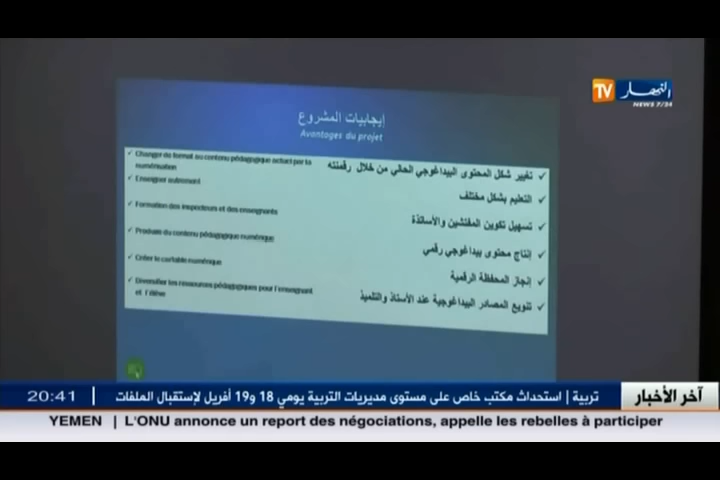 النهار TV
NEWS 7/24
إيجابيات المشروع
Avantages du projet
✓ Changer de format au contenu pédagogique actuel par la numérisation
تغيير شكل المحتوى البيداغوجي الحالي من خلال رقمنته ✓
✓ Enseigner autrement
التعليم بشكل مختلف ✓
✓ Formation des inspecteurs et des enseignants
تسهيل تكوين المفتشين والأساتذة ✓
✓ Produire du contenu pédagogique numérique
إنتاج محتوى بيداغوجي رقمي ✓
✓ Créer le cartable numérique
إنجاز المحفظة الرقمية ✓
✓ Diversifier les ressources pédagogiques pour l'enseignant
et l'élève
تنويع المصادر البيداغوجية عند الأستاذ والتلميذ ✓
آخر الأخبار
تربية | استحداث مكتب خاص على مستوى مديريات التربية يومي 18 و19 أفريل لإستقبال الملفات
20:41
YEMEN | L'ONU annonce un report des négociations, appelle les rebelles à participer